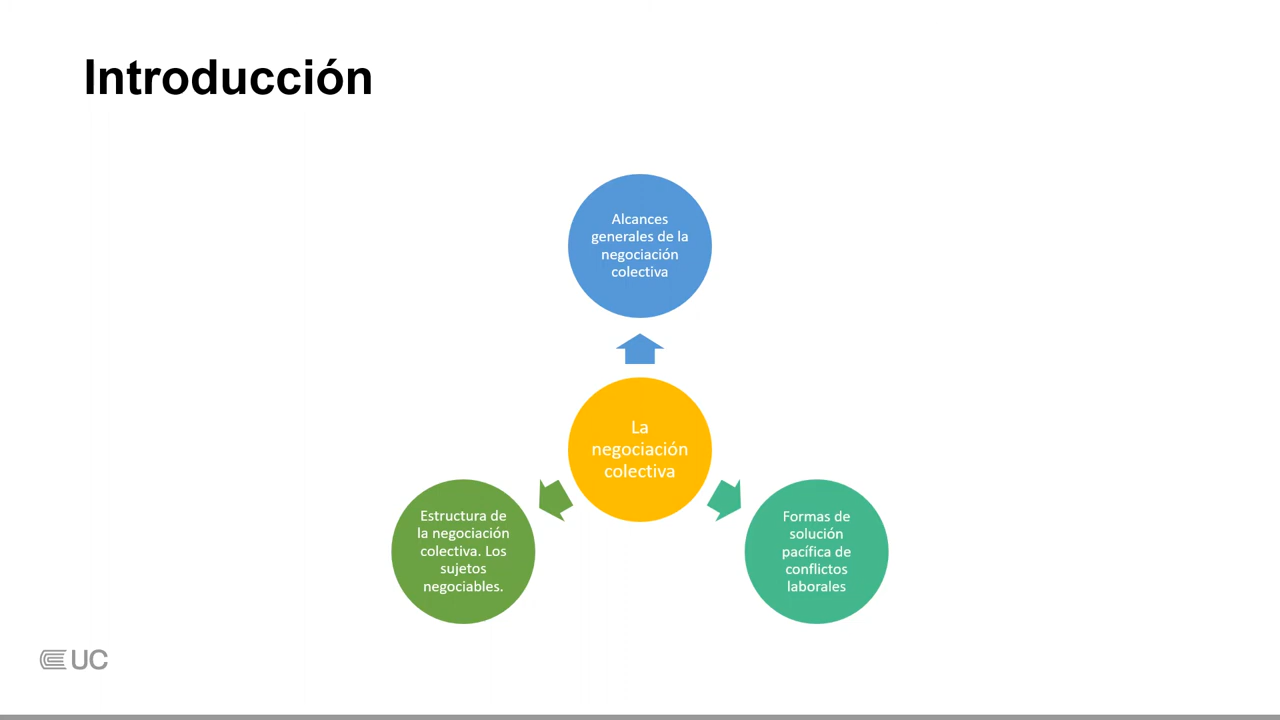 Introducción
Alcances
generales de la
negociación
colectiva
La
negociación
colectiva
Estructura de
la negociación
colectiva. Los
sujetos
negociables.
Formas de
solución
pacífica de
conflictos
laborales
UC